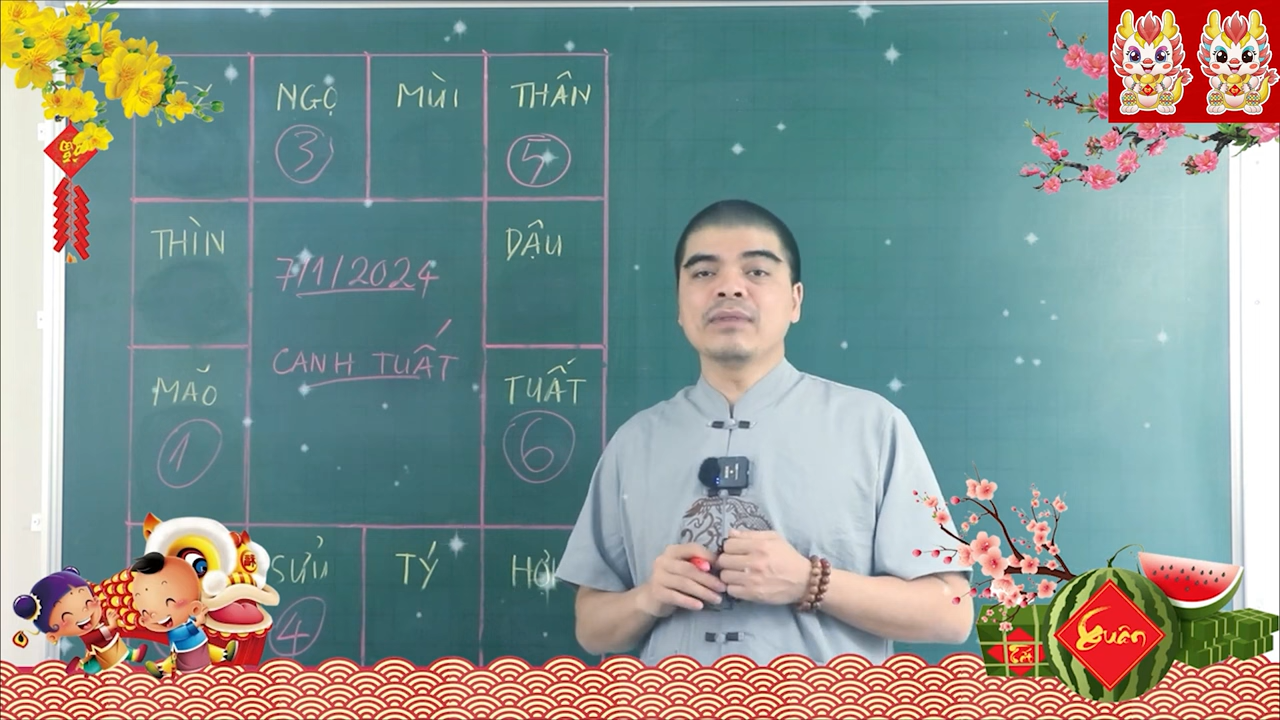 NGỌ
MÙI
THÂN
3
5
THÌN
7/1/2024
DẬU
CANH TUẤT
MÃO
TUẤT
1
6
SỬU
TÝ
4
Xuân
Tết